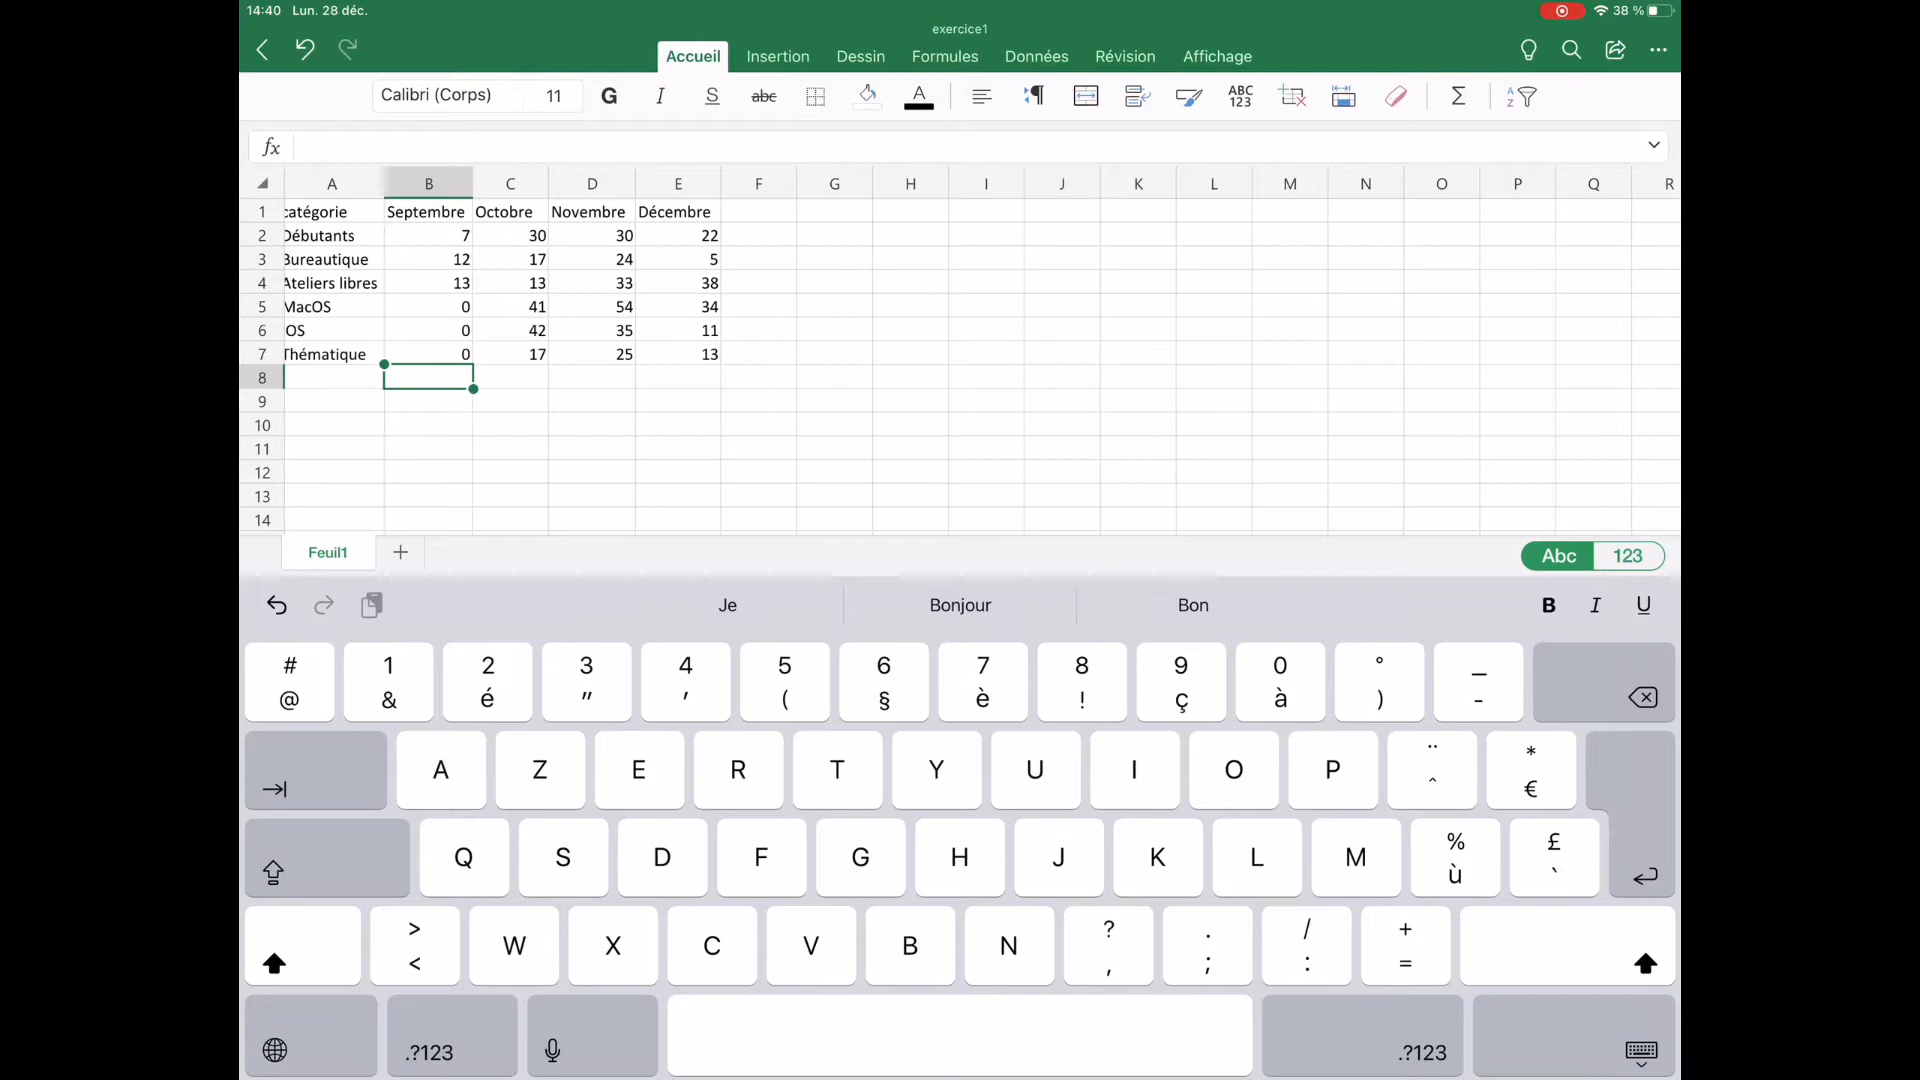 14:40 Lun. 28 déc. 38 %
exercice1
Accueil Insertion Dessin Formules Données Révision Affichage
Calibri (Corps) 11 G I S abc A ABC 123 Σ A Z
fx
A B C D E F G H I J K L M N O P Q R
1 catégorie Septembre Octobre Novembre Décembre
2 Débutants 7 30 30 22
3 Bureautique 12 17 24 5
4 Ateliers libres 13 13 33 38
5 MacOS 0 41 54 34
6 OS 0 42 35 11
7 Thématique 0 17 25 13
8
9
10
11
12
13
14
Feuil1 + Abc 123
Je Bonjour Bon B I U
# 1 2 3 4 5 6 7 8 9 0 ° _
@ & é " ' ( § è ! ç à ) -
A Z E R T Y U I O P ¨ *
^ €
Q S D F G H J K L M % £
ù `
> W X C V B N ? . / +
< , ; : =
.?123 .?123